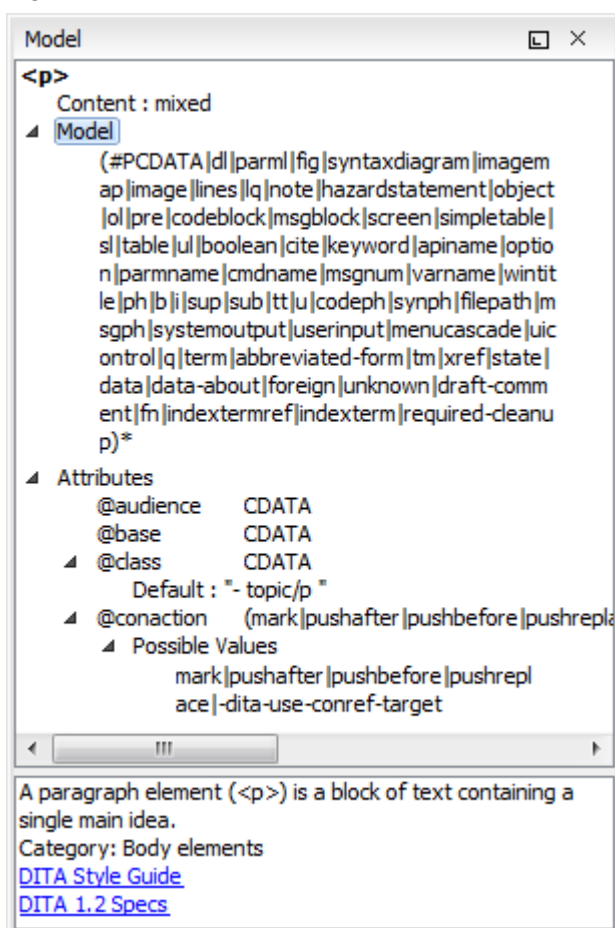 Model
<p>
Content : mixed
Model
(#PCDATA|dl|parml|fig|syntaxdiagram|imagem
ap|image|lines|lq|note|hazardstatement|object
|ol|pre|codeblock|msgblock|screen|simpletable|
sl|table|ul|boolean|cite|keyword|apiname|optio
n|parmname|cmdname|msgnum|varname|wintit
le|ph|b|i|sup|sub|tt|u|codeph|synph|filepath|m
sgph|systemoutput|userinput|menucascade|uic
ontrol|q|term|abbreviated-form|tm|xref|state|
data|data-about|foreign|unknown|draft-comm
ent|fn|indextermref|indexterm|required-cleanu
p)*
Attributes
@audience CDATA
@base CDATA
@class CDATA
Default : "- topic/p "
@conaction (mark|pushafter|pushbefore|pushrepla
Possible Values
mark|pushafter|pushbefore|pushrepl
ace|-dita-use-conref-target
A paragraph element (<p>) is a block of text containing a
single main idea.
Category: Body elements
DITA Style Guide
DITA 1.2 Specs